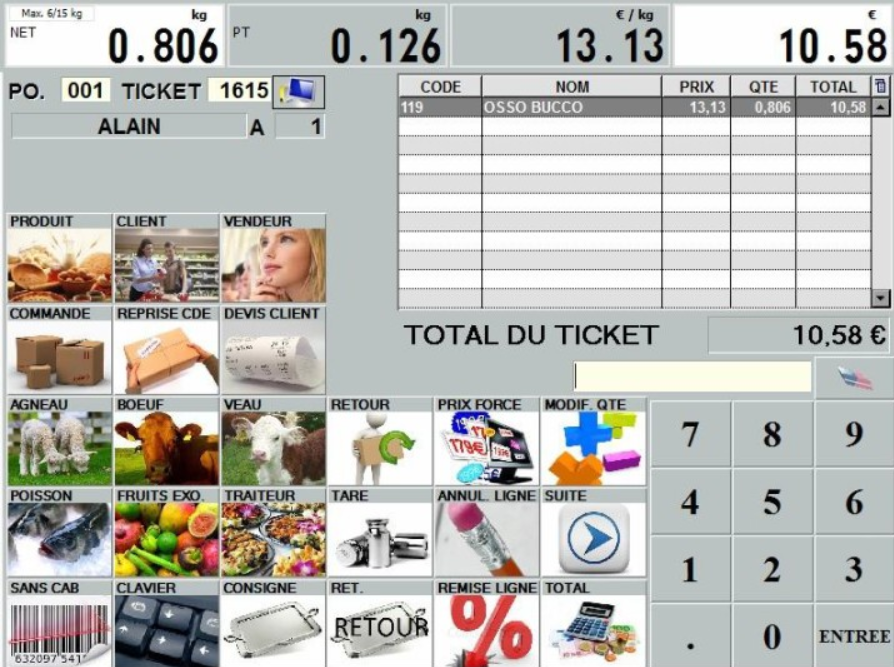 Max. 6/15 kg
kg
kg
€ / kg
€
NET
0.806
PT
0.126
13.13
10.58
PO. 001 TICKET 1615
ALAIN A 1
CODE NOM PRIX QTE TOTAL
119 OSSO BUCCO 13,13 0,806 10,58
PRODUIT CLIENT VENDEUR
COMMANDE REPRISE CDE DEVIS CLIENT
TOTAL DU TICKET 10,58 €
AGNEAU BOEUF VEAU RETOUR PRIX FORCE MODIF. QTE
179€
7 8 9
POISSON FRUITS EXO. TRAITEUR TARE ANNUL. LIGNE SUITE
4 5 6
SANS CAB CLAVIER CONSIGNE RET. REMISE LIGNE TOTAL
1 2 3
RETOUR
%
632097 541
. 0 ENTREE